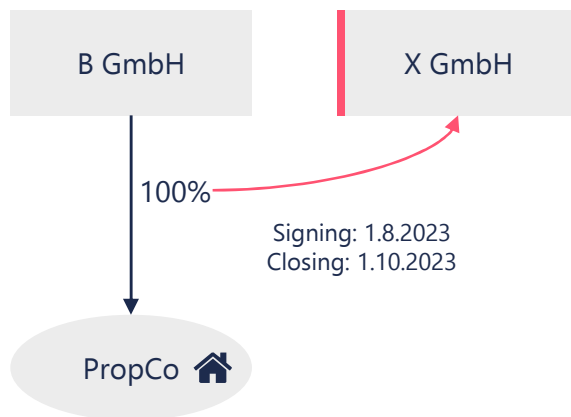 B GmbH
X GmbH
100%
Signing: 1.8.2023
Closing: 1.10.2023
PropCo